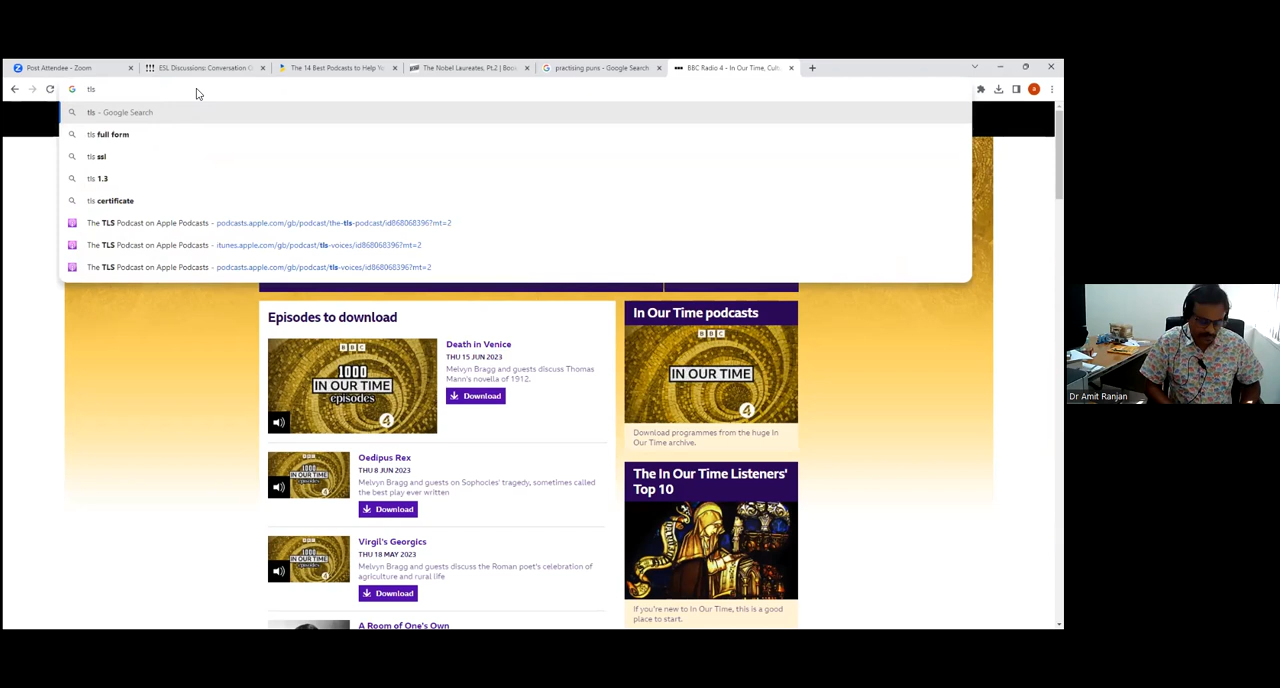 Post Attendee - Zoom
ESL Discussions: Conversation Q
The 14 Best Podcasts to Help Yo
The Nobel Laureates, Pt.2 | Book
practising puns - Google Search
BBC Radio 4 - In Our Time, Cultu
tls
tls - Google Search
tls full form
tls ssl
tls 1.3
tls certificate
The TLS Podcast on Apple Podcasts - podcasts.apple.com/gb/podcast/the-tls-podcast/id868068396?mt=2
The TLS Podcast on Apple Podcasts - itunes.apple.com/gb/podcast/tls-voices/id868068396?mt=2
The TLS Podcast on Apple Podcasts - podcasts.apple.com/gb/podcast/tls-voices/id868068396?mt=2
Episodes to download
BBC
1000
IN OUR TIME
episodes
4
Death in Venice
THU 15 JUN 2023
Melvyn Bragg and guests discuss Thomas
Mann's novella of 1912.
Download
IN OUR TIME
Oedipus Rex
THU 8 JUN 2023
Melvyn Bragg and guests on Sophocles' tragedy, sometimes called
the best play ever written
Download
IN OUR TIME
Virgil's Georgics
THU 18 MAY 2023
Melvyn Bragg and guests discuss the Roman poet's celebration of
agriculture and rural life
Download
A Room of One's Own
In Our Time podcasts
BBC
IN OUR TIME
4
Download programmes from the huge In
Our Time archive.
The In Our Time Listeners'
Top 10
If you're new to In Our Time, this is a good
place to start.
Dr Amit Ranjan